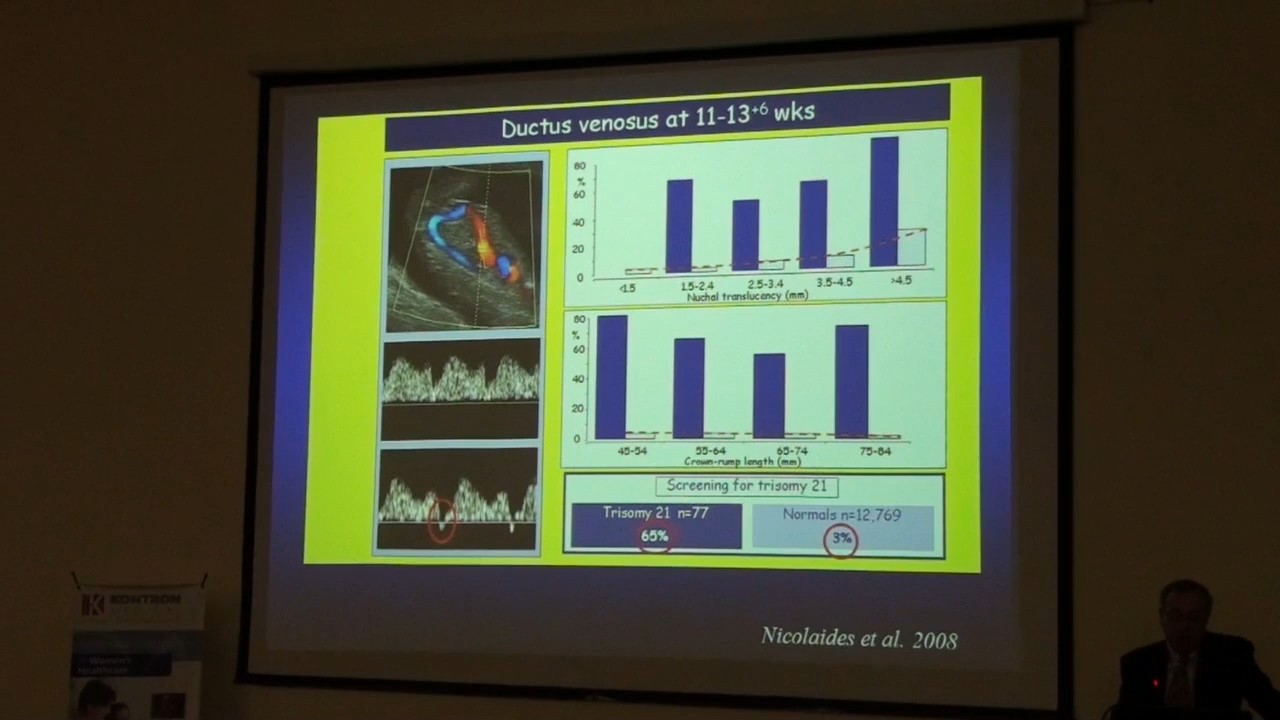 Ductus venosus at 11-13+6 wks
80
%
60
40
20
0
<1.5 1.5-2.4 2.5-3.4 3.5-4.5 >4.5
Nuchal translucency (mm)
80
%
60
40
20
0
45-54 55-64 65-74 75-84
Crown-rump length (mm)
Screening for trisomy 21
Trisomy 21 n=77
65%
Normals n=12,769
3%
Nicolaides et al. 2008
KONTRON
Women's
Healthcare